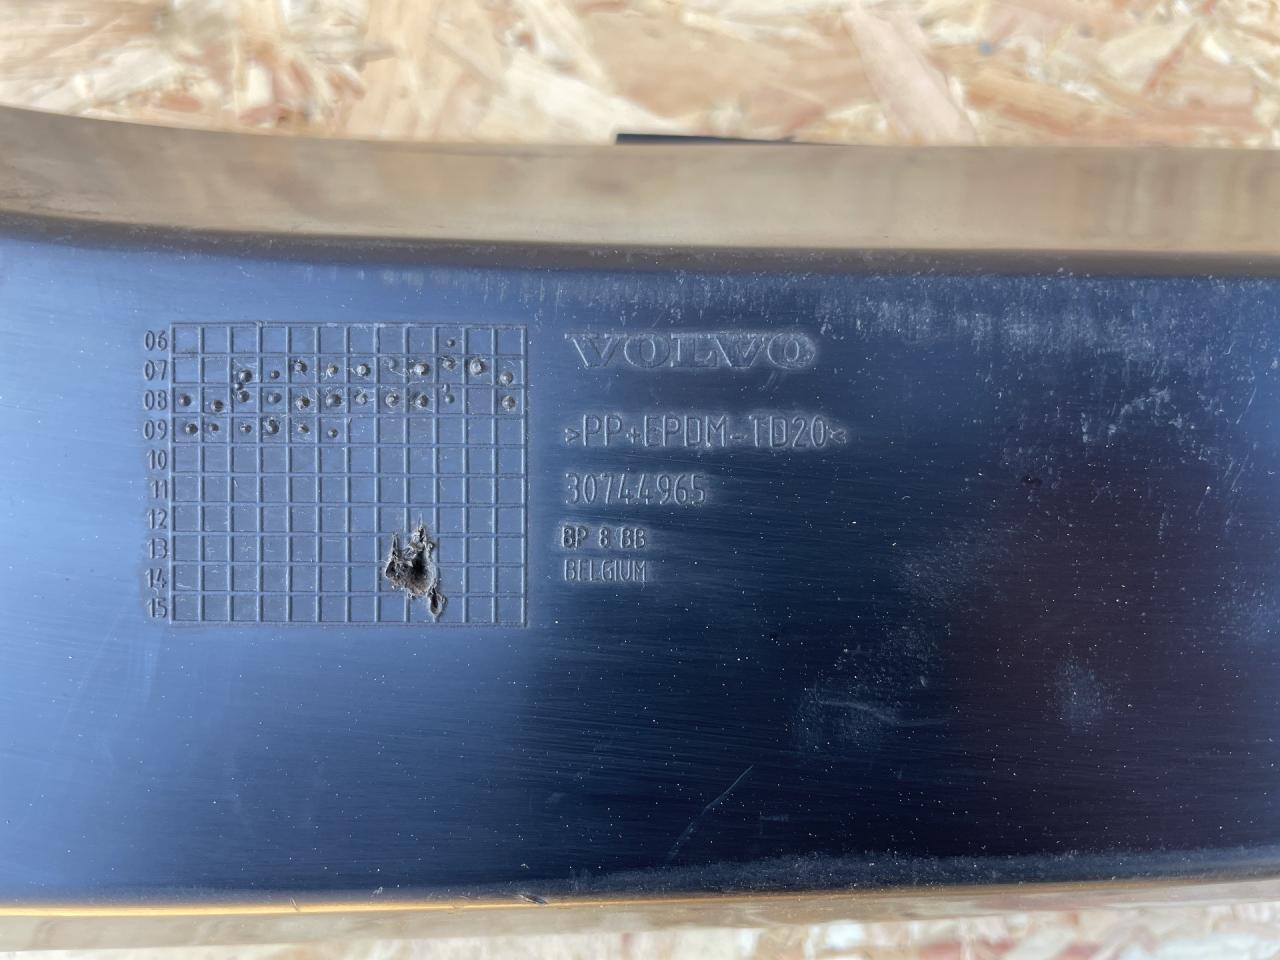 06
07
08
09
10
11
12
13
14
15
VOLVO
>PP+EPDM-TD20<
30744965
BP 8 BB
BELGIUM